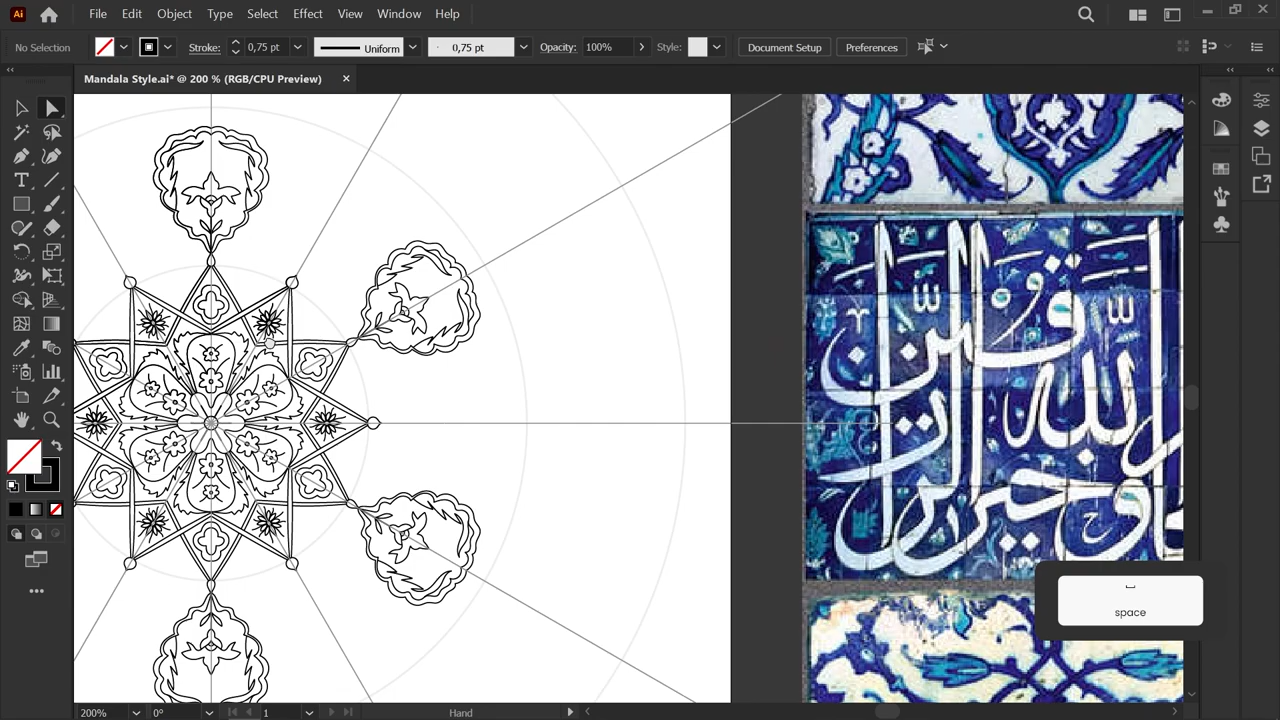 Ai File Edit Object Type Select Effect View Window Help
No Selection Stroke: 0,75 pt Uniform 0,75 pt Opacity: 100% Style: Document Setup Preferences
Mandala Style.ai* @ 200 % (RGB/CPU Preview)
space
200% 0° 1 Hand